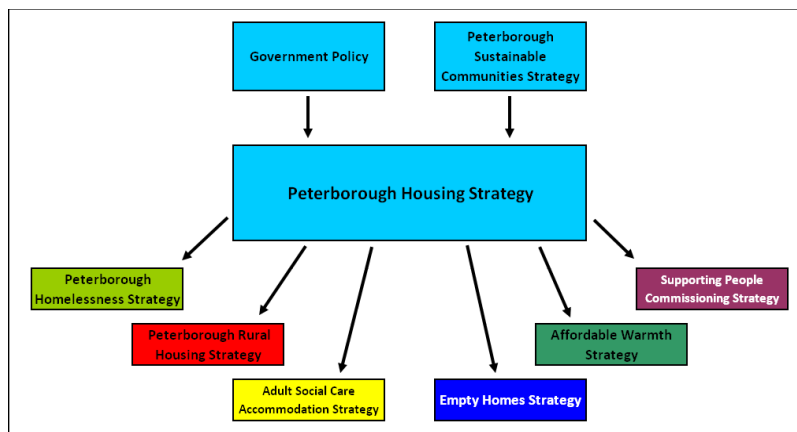 Government Policy
Peterborough
Sustainable
Communities Strategy
Peterborough Housing Strategy
Peterborough
Homelessness Strategy
Supporting People
Commissioning Strategy
Peterborough Rural
Housing Strategy
Affordable Warmth
Strategy
Adult Social Care
Accommodation Strategy
Empty Homes Strategy